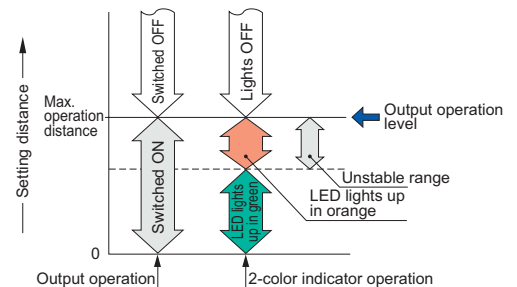 Setting distance
Switched OFF
Lights OFF
Max.
operation
distance
Output operation
level
Switched ON
Unstable range
LED lights up
in orange
LED lights
up in green
0
Output operation
2-color indicator operation